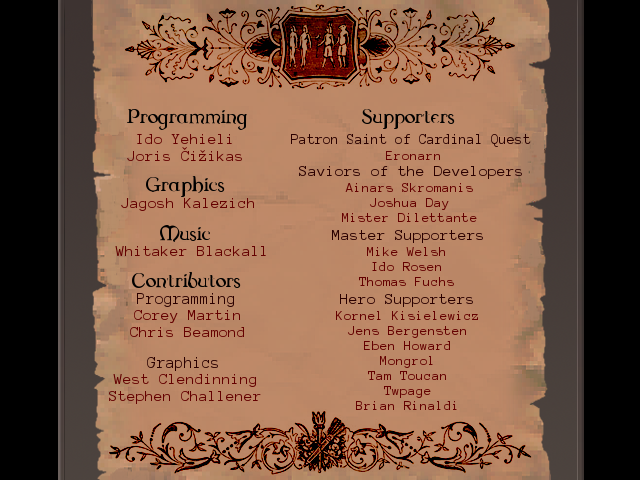 Programming
Ido Yehieli
Joris Čižikas
Graphics
Jagosh Kalezich
Music
Whitaker Blackall
Contributors
Programming
Corey Martin
Chris Beamond
Graphics
West Clendinning
Stephen Challener
Supporters
Patron Saint of Cardinal Quest
Eronarn
Saviors of the Developers
Ainars Skromanis
Joshua Day
Mister Dilettante
Master Supporters
Mike Welsh
Ido Rosen
Thomas Fuchs
Hero Supporters
Kornel Kisielewicz
Jens Bergensten
Eben Howard
Mongrol
Tam Toucan
Twpage
Brian Rinaldi